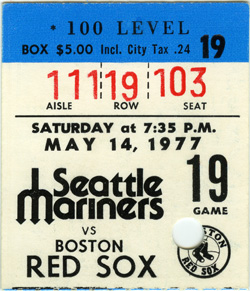 * 100 LEVEL
BOX $5.00 Incl. City Tax .24 19
111 19 103
AISLE ROW SEAT
SATURDAY at 7:35 P.M.
MAY 14, 1977
Seattle 19
Mariners GAME
VS
BOSTON
RED SOX
RED SOX